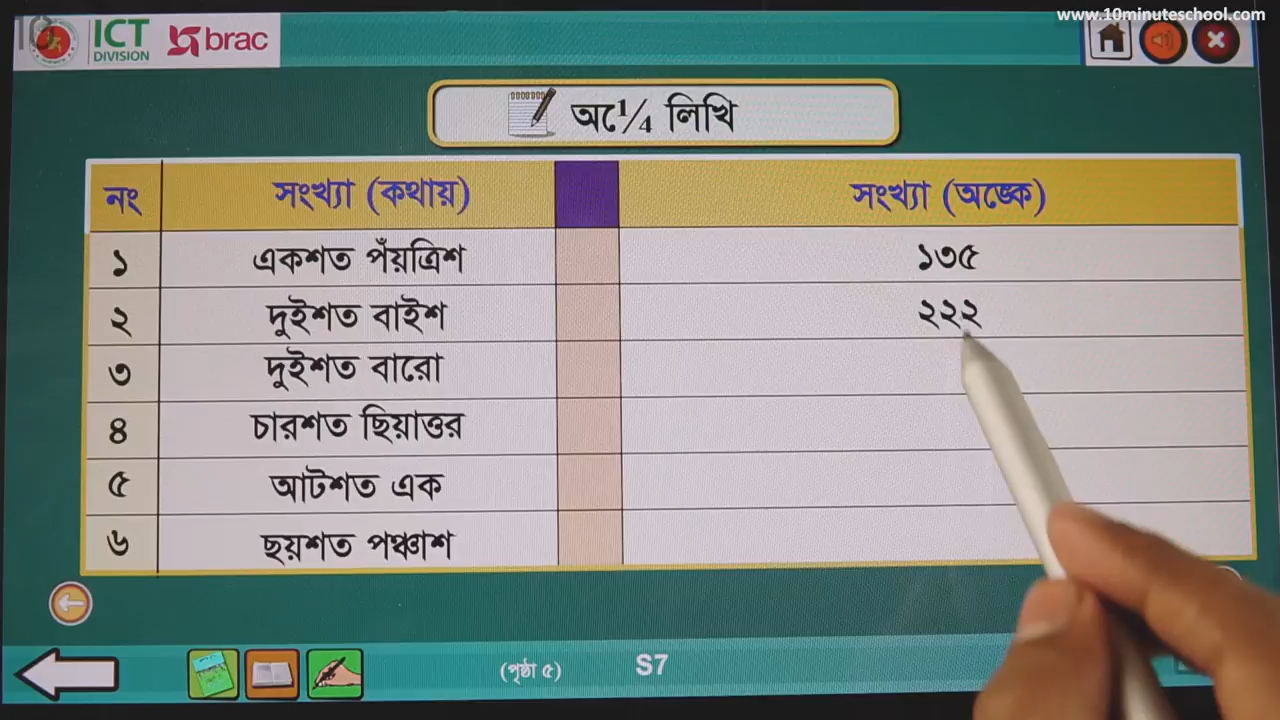 www.10minuteschool.com
ICT
DIVISION
brac
অে¼ লিখি
নং সংখ্যা (কথায়) সংখ্যা (অঙ্কে)
১ একশত পঁয়ত্রিশ ১৩৫
২ দুইশত বাইশ ২২২
৩ দুইশত বারো
৪ চারশত ছিয়াত্তর
৫ আটশত এক
৬ ছয়শত পঞ্চাশ
(পৃষ্ঠা ৫) S7